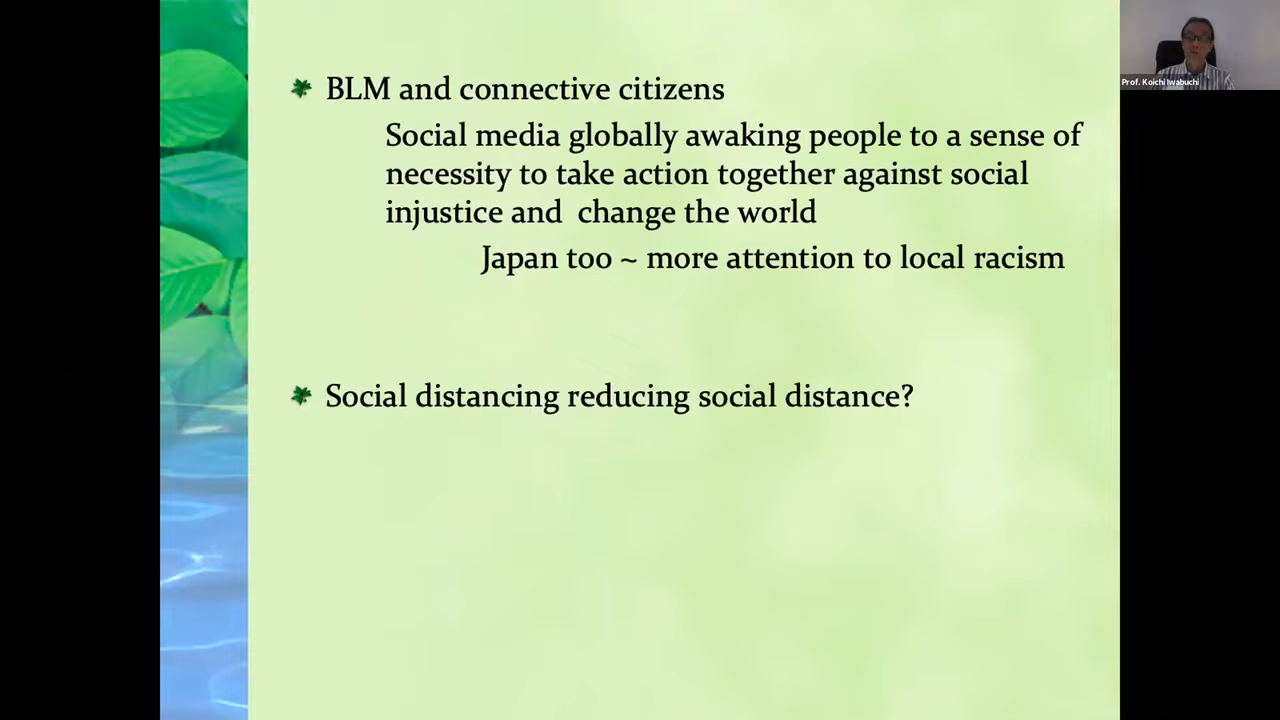 BLM and connective citizens
Social media globally awaking people to a sense of
necessity to take action together against social
injustice and  change the world
Japan too ~ more attention to local racism
Social distancing reducing social distance?
Prof. Koichi Iwabuchi